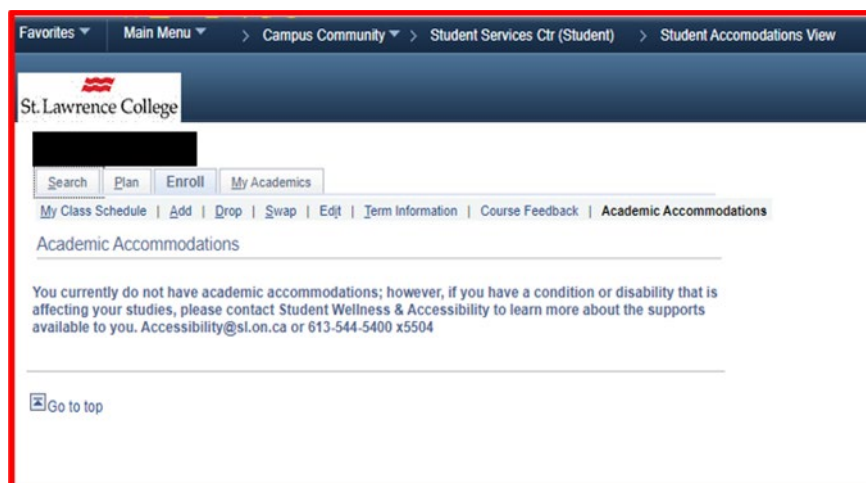 Favorites Main Menu > Campus Community > Student Services Ctr (Student) > Student Accomodations View
St. Lawrence College
Search Plan Enroll My Academics
My Class Schedule | Add | Drop | Swap | Edit | Term Information | Course Feedback | Academic Accommodations
Academic Accommodations
You currently do not have academic accommodations; however, if you have a condition or disability that is
affecting your studies, please contact Student Wellness & Accessibility to learn more about the supports
available to you. Accessibility@sl.on.ca or 613-544-5400 x5504
Go to top